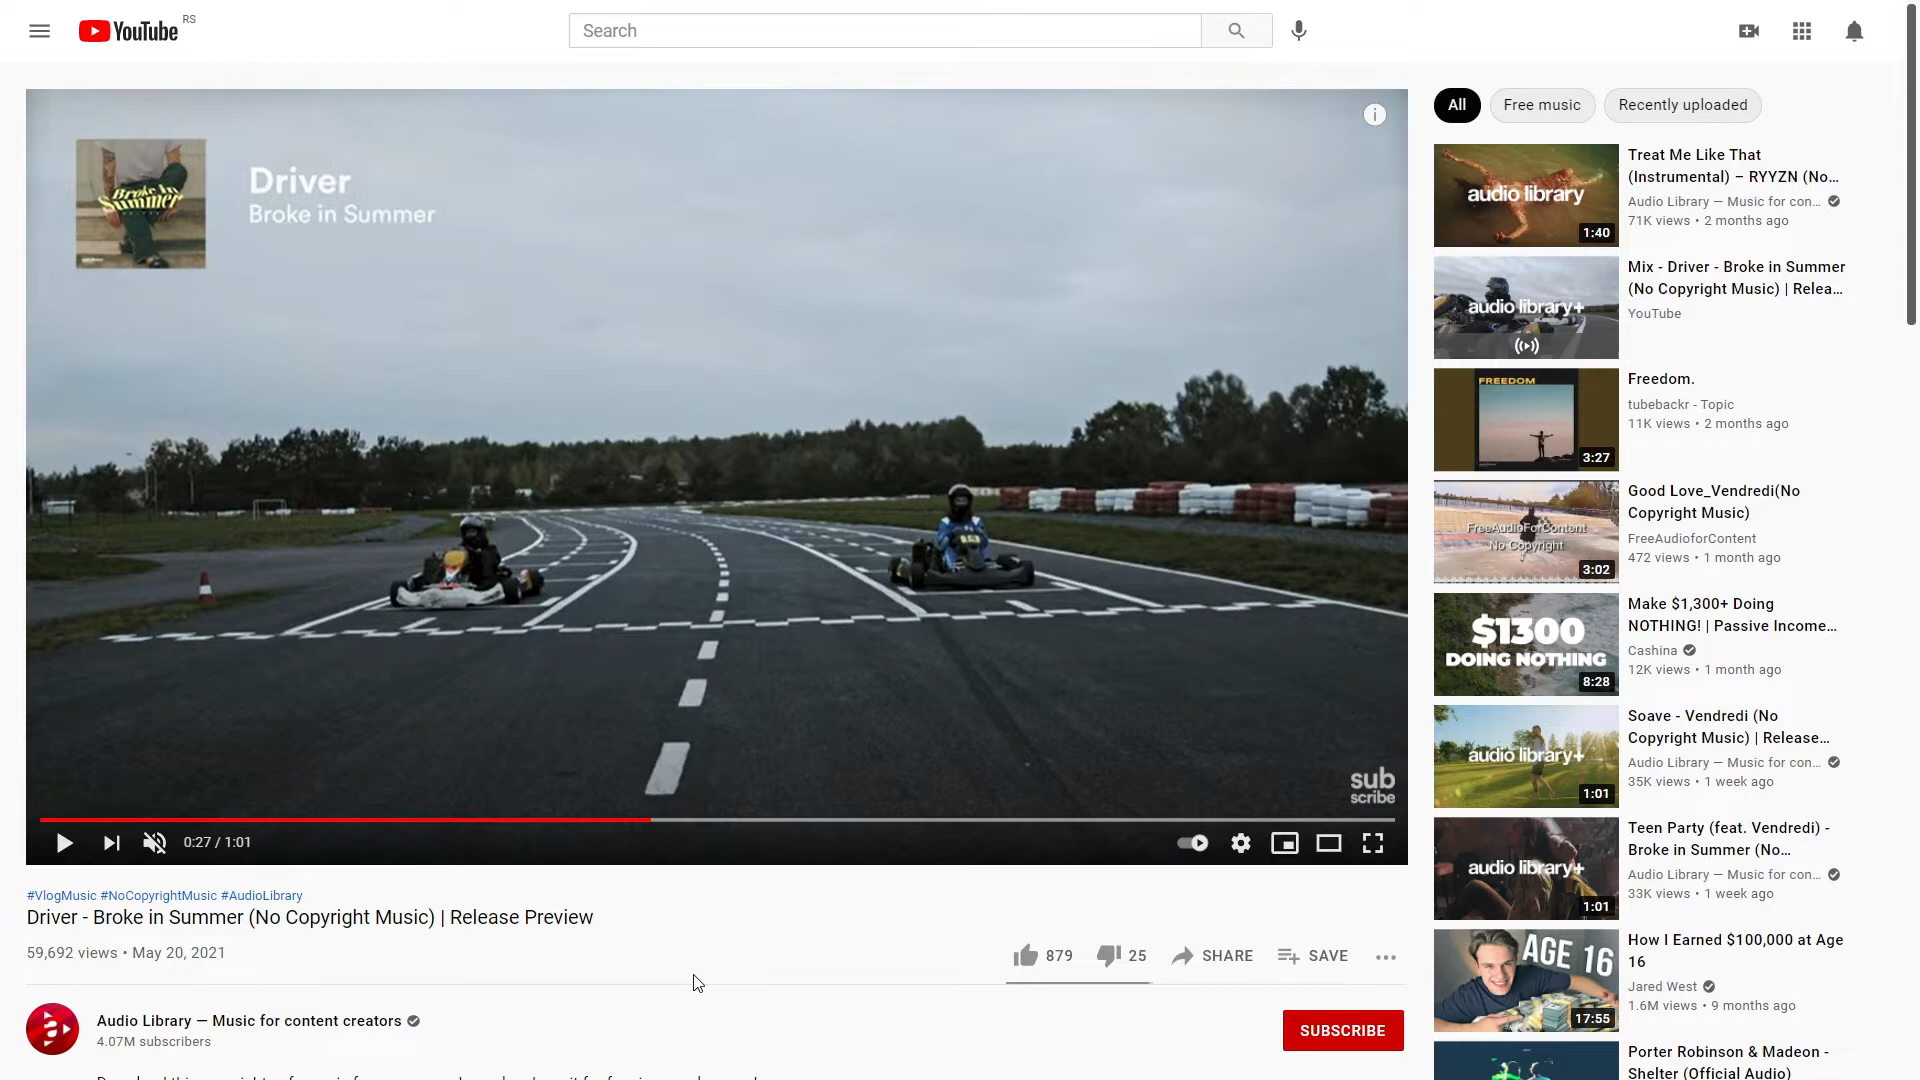 YouTube
RS
Search
Driver
Broke in Summer
Broke In
Summer
sub
scribe
0:27 / 1:01
#VlogMusic #NoCopyrightMusic #AudioLibrary
Driver - Broke in Summer (No Copyright Music) | Release Preview
59,692 views • May 20, 2021
879
25
SHARE
SAVE
Audio Library — Music for content creators
4.07M subscribers
SUBSCRIBE
All
Free music
Recently uploaded
audio library
1:40
Treat Me Like That
(Instrumental) – RYYZN (No...
Audio Library — Music for con...
71K views • 2 months ago
audio library+
Mix - Driver - Broke in Summer
(No Copyright Music) | Relea...
YouTube
FREEDOM
3:27
Freedom.
tubebackr - Topic
11K views • 2 months ago
FreeAudioForContent
No Copyright
3:02
Good Love_Vendredi(No
Copyright Music)
FreeAudioforContent
472 views • 1 month ago
$1300
DOING NOTHING
8:28
Make $1,300+ Doing
NOTHING! | Passive Income...
Cashina
12K views • 1 month ago
audio library+
1:01
Soave - Vendredi (No
Copyright Music) | Release...
Audio Library — Music for con...
35K views • 1 week ago
audio library+
1:01
Teen Party (feat. Vendredi) -
Broke in Summer (No...
Audio Library — Music for con...
33K views • 1 week ago
AGE 16
17:55
How I Earned $100,000 at Age
16
Jared West
1.6M views • 9 months ago
Porter Robinson & Madeon -
Shelter (Official Audio)